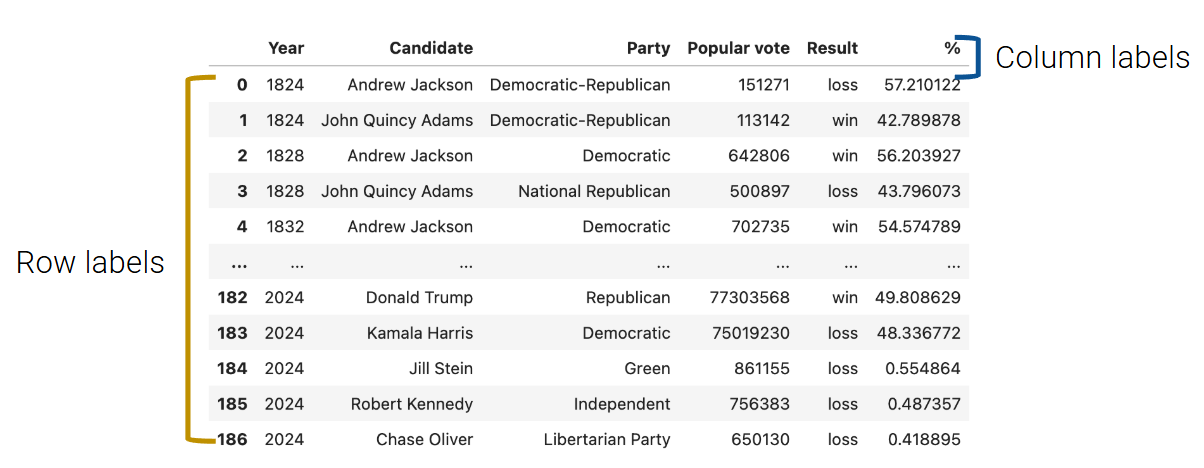 Year Candidate Party Popular vote Result %
Column labels
0 1824 Andrew Jackson Democratic-Republican 151271 loss 57.210122
1 1824 John Quincy Adams Democratic-Republican 113142 win 42.789878
2 1828 Andrew Jackson Democratic 642806 win 56.203927
3 1828 John Quincy Adams National Republican 500897 loss 43.796073
4 1832 Andrew Jackson Democratic 702735 win 54.574789
Row labels
... ... ... ... ... ... ...
182 2024 Donald Trump Republican 77303568 win 49.808629
183 2024 Kamala Harris Democratic 75019230 loss 48.336772
184 2024 Jill Stein Green 861155 loss 0.554864
185 2024 Robert Kennedy Independent 756383 loss 0.487357
186 2024 Chase Oliver Libertarian Party 650130 loss 0.418895